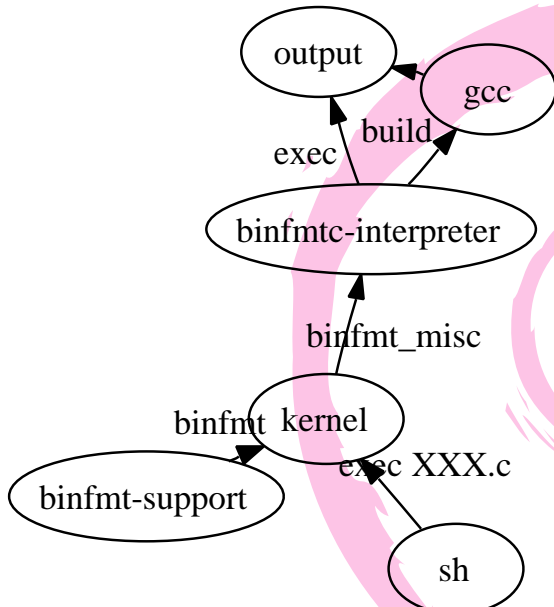 output
gcc
build
exec
binfmtc-interpreter
binfmt_misc
binfmt
kernel
exec XXX.c
binfmt-support
sh